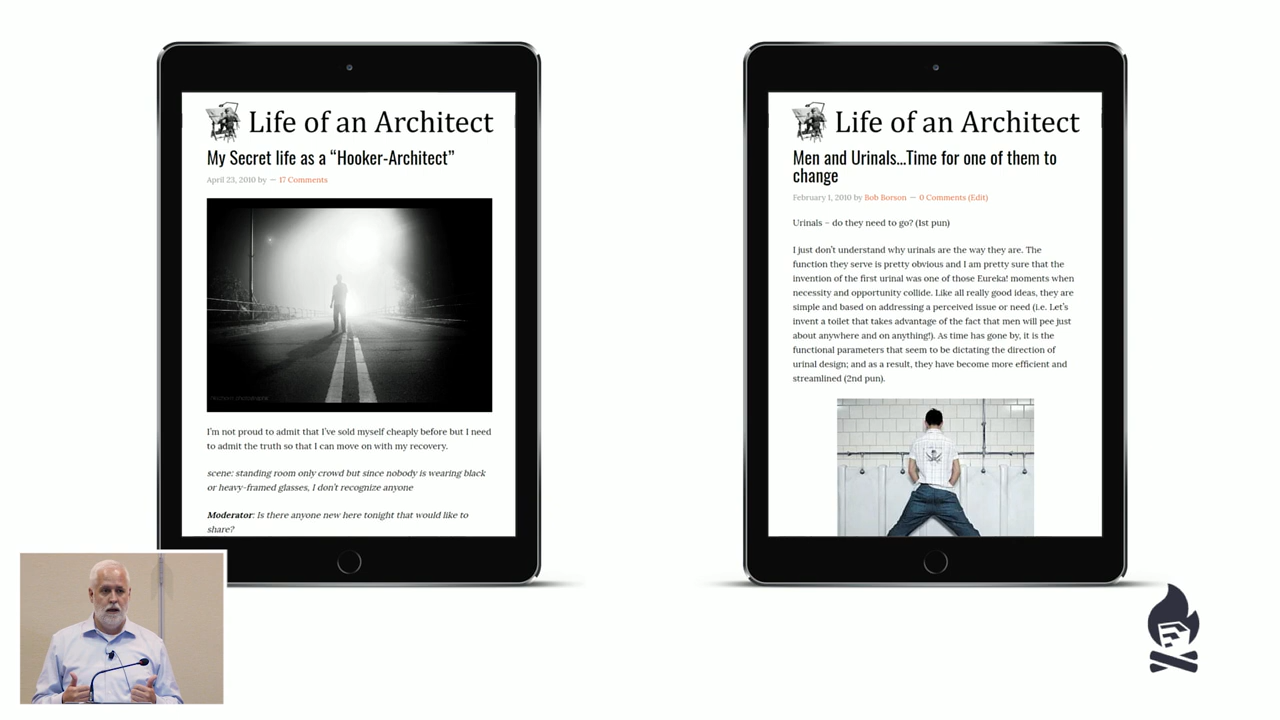 Life of an Architect
My Secret life as a “Hooker-Architect”
April 23, 2010 by — 17 Comments
I’m not proud to admit that I’ve sold myself cheaply before but I need
to admit the truth so that I can move on with my recovery.
scene: standing room only crowd but since nobody is wearing black
or heavy-framed glasses, I don’t recognize anyone
Moderator: Is there anyone new here tonight that would like to
share?
Life of an Architect
Men and Urinals...Time for one of them to
change
February 1, 2010 by Bob Borson — 0 Comments (Edit)
Urinals – do they need to go? (1st pun)
I just don’t understand why urinals are the way they are. The
function they serve is pretty obvious and I am pretty sure that the
invention of the first urinal was one of those Eureka! moments when
necessity and opportunity collide. Like all really good ideas, they are
simple and based on addressing a perceived issue or need (i.e. Let’s
invent a toilet that takes advantage of the fact that men will pee just
about anywhere and on anything!). As time has gone by, it is the
functional parameters that seem to be dictating the direction of
urinal design; and as a result, they have become more efficient and
streamlined (2nd pun).